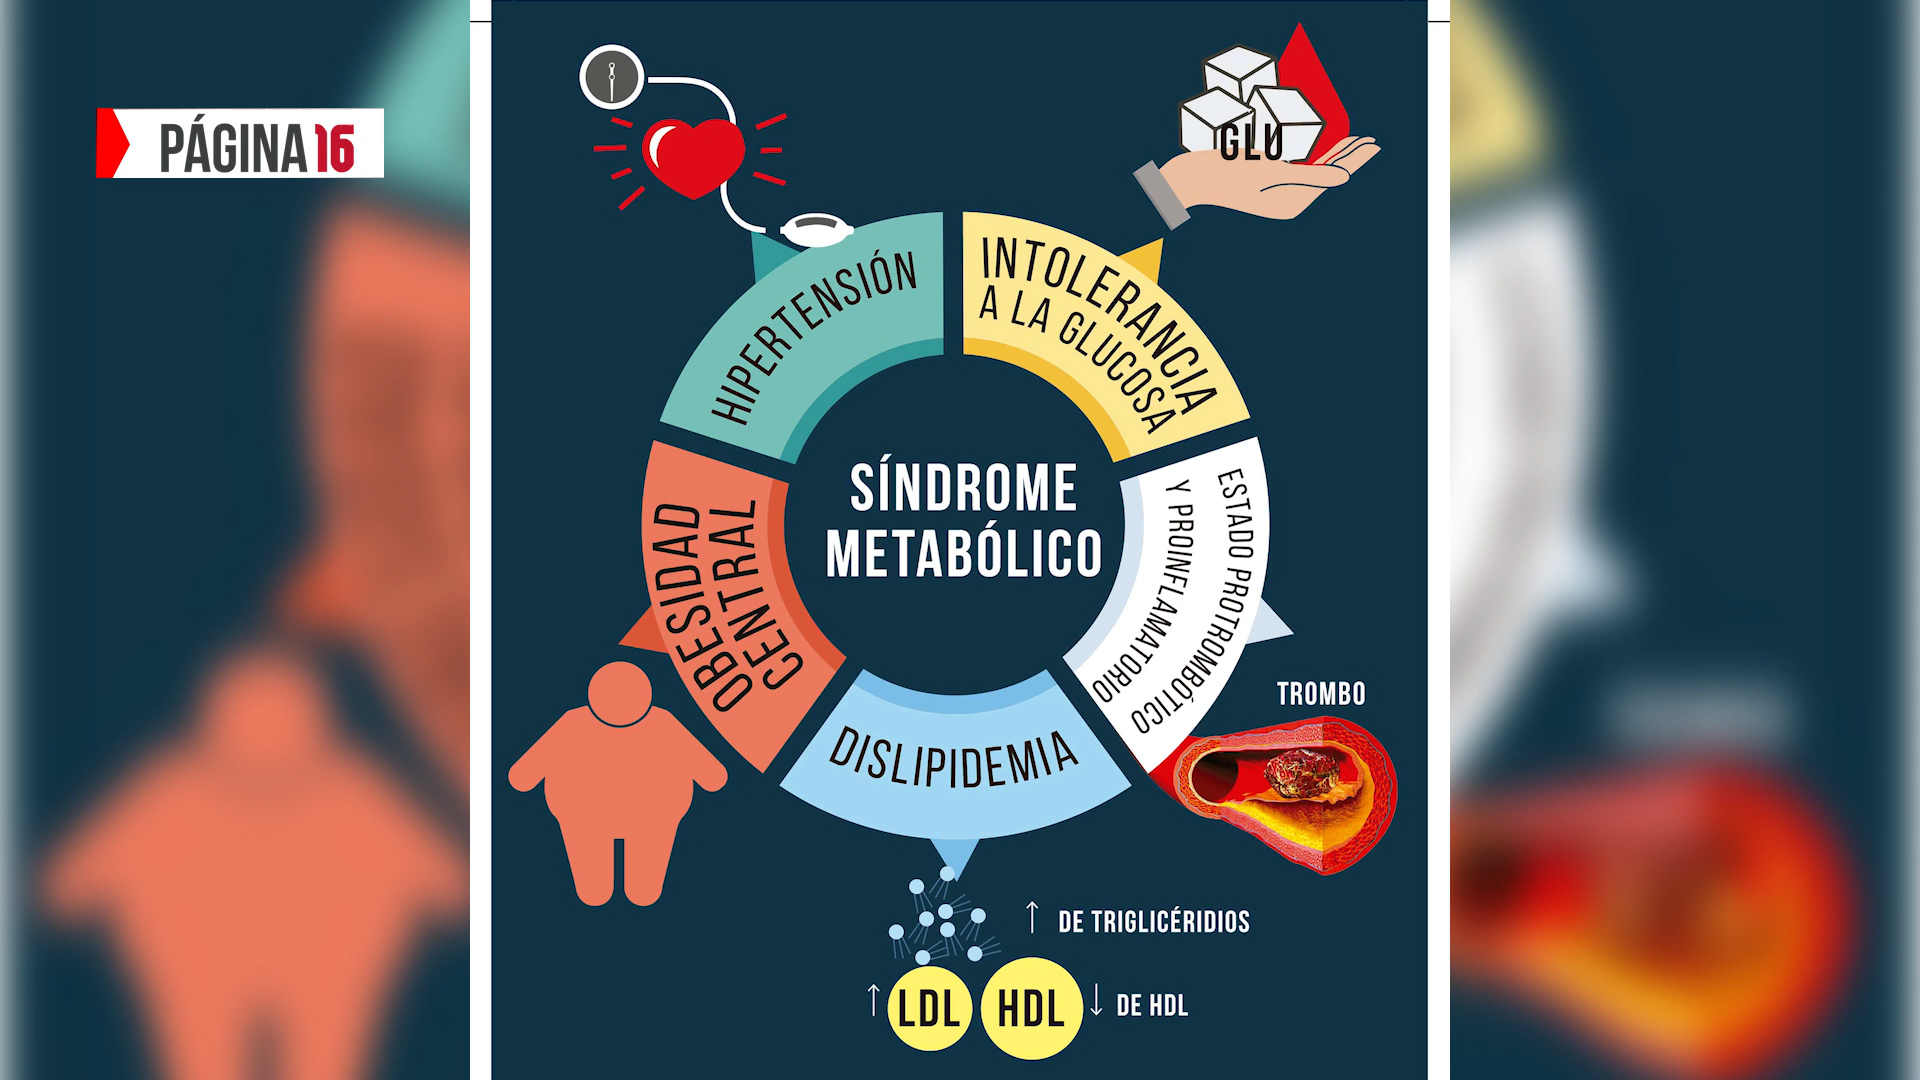 PÁGINA 16
GLU
HIPERTENSIÓN
INTOLERANCIA
A LA GLUCOSA
SÍNDROME
METABÓLICO
OBESIDAD
CENTRAL
ESTADO PROTROMBÓTICO
Y PROINFLAMATORIO
TROMBO
DISLIPIDEMIA
↑ DE TRIGLICÉRIDIOS
↑ LDL HDL ↓ DE HDL